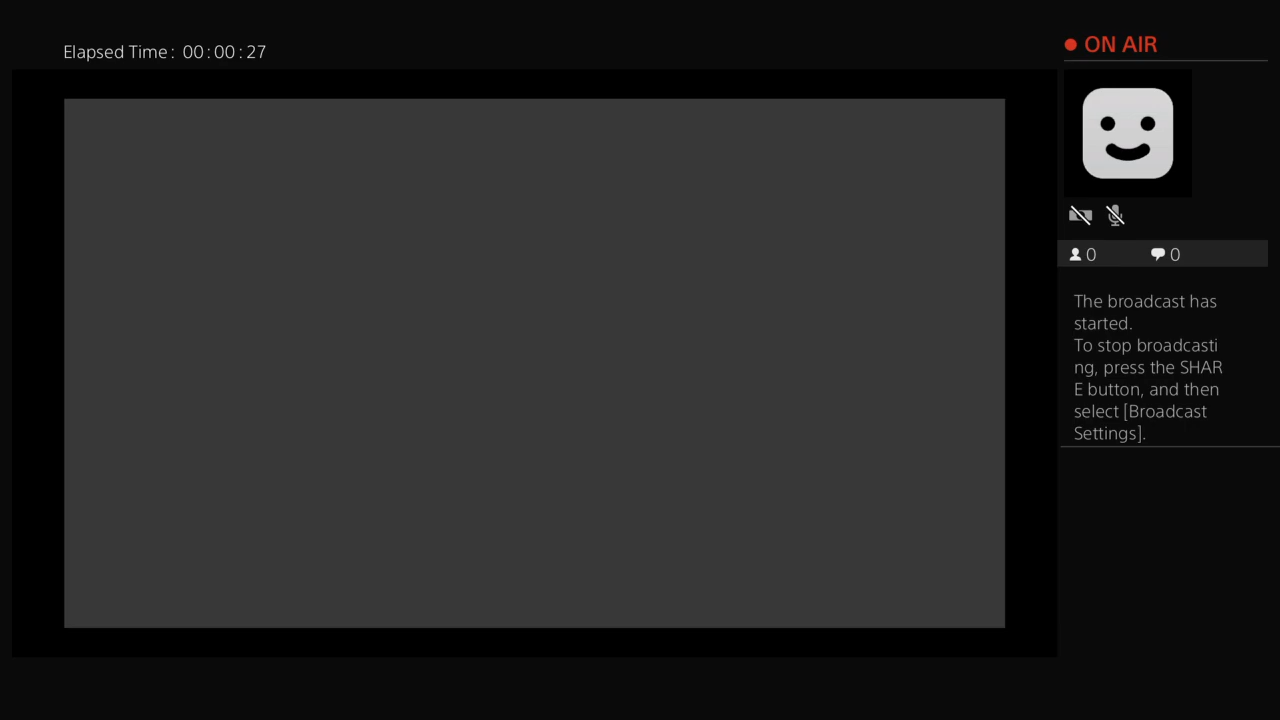 Elapsed Time: 00:00:27
ON AIR
0 0
The broadcast has
started.
To stop broadcasti
ng, press the SHAR
E button, and then
select [Broadcast
Settings].